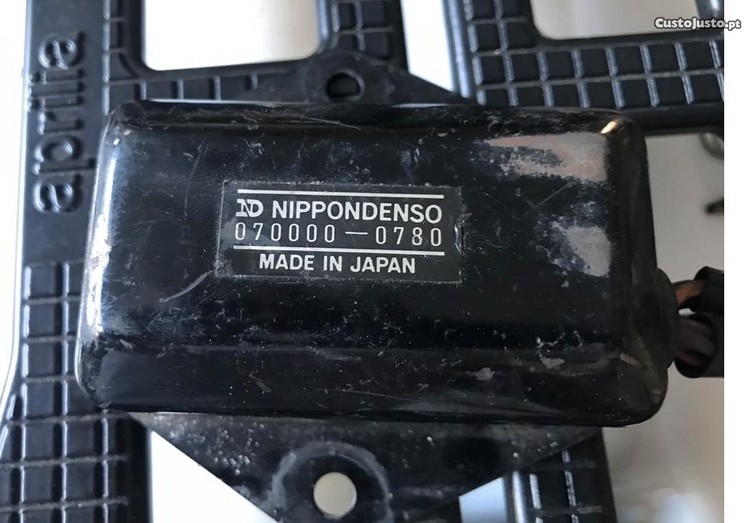 CustoJusto.pt
aprilia
ND NIPPONDENSO
070000-0780
MADE IN JAPAN